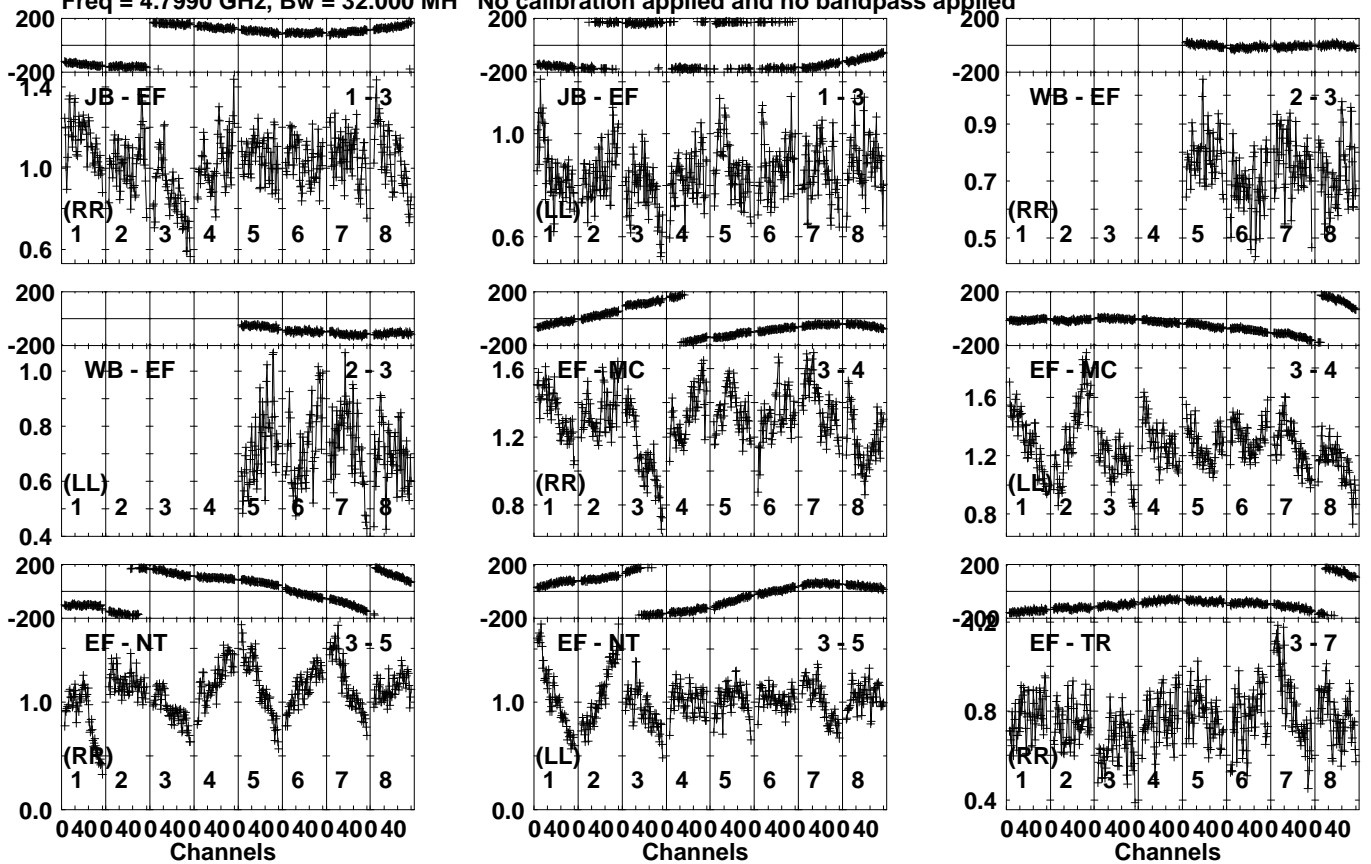 Freq = 4.7990 GHz, Bw = 32.000 MH No calibration applied and no bandpass applied
200
-200
1.4
1.0
0.6
JB - EF 1 - 3
(RR)
1 2 3 4 5 6 7 8
200
-200
1.0
0.6
JB - EF 1 - 3
(LL)
1 2 3 4 5 6 7 8
200
-200
0.9
0.7
0.5
WB - EF 2 - 3
(RR)
1 2 3 4 5 6 7 8
200
-200
1.0
0.8
0.6
0.4
WB - EF 2 - 3
(LL)
1 2 3 4 5 6 7 8
200
-200
1.6
1.2
0.8
EF - MC 3 - 4
(RR)
1 2 3 4 5 6 7 8
200
-200
1.6
1.2
0.8
EF - MC 3 - 4
(LL)
1 2 3 4 5 6 7 8
200
-200
1.0
0.0
EF - NT 3 - 5
(RR)
1 2 3 4 5 6 7 8
0 40 0 40 0 40 0 40 0 40 0 40 0 40 0 40
Channels
200
-200
1.0
0.0
EF - NT 3 - 5
(LL)
1 2 3 4 5 6 7 8
0 40 0 40 0 40 0 40 0 40 0 40 0 40 0 40
Channels
200
-200
1.2
0.8
0.4
EF - TR 3 - 7
(RR)
1 2 3 4 5 6 7 8
0 40 0 40 0 40 0 40 0 40 0 40 0 40 0 40
Channels